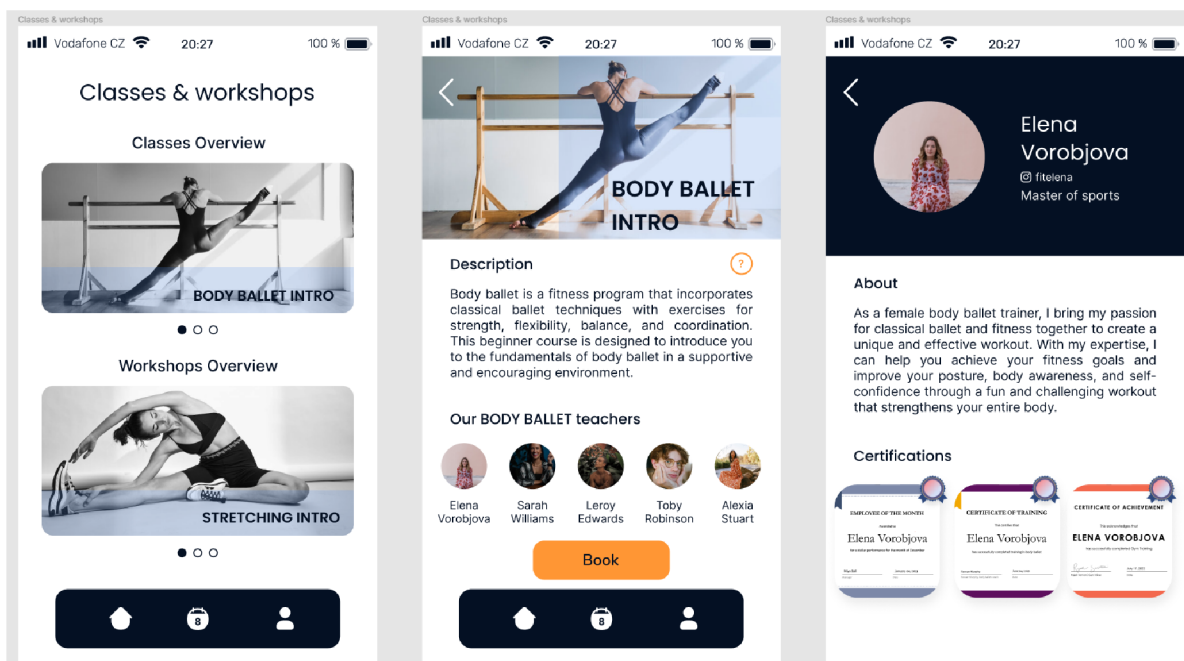 Classes & workshops
Vodafone CZ 20:27 100 %
Classes & workshops
Classes Overview
BODY BALLET INTRO
Workshops Overview
STRETCHING INTRO
8
Classes & workshops
Vodafone CZ 20:27 100 %
BODY BALLET
INTRO
Description
?
Body ballet is a fitness program that incorporates
classical ballet techniques with exercises for
strength, flexibility, balance, and coordination.
This beginner course is designed to introduce you
to the fundamentals of body ballet in a supportive
and encouraging environment.
Our BODY BALLET teachers
Elena
Vorobjova
Sarah
Williams
Leroy
Edwards
Toby
Robinson
Alexia
Stuart
Book
8
Classes & workshops
Vodafone CZ 20:27 100 %
Elena
Vorobjova
fitelena
Master of sports
About
As a female body ballet trainer, I bring my passion
for classical ballet and fitness together to create a
unique and effective workout. With my expertise, I
can help you achieve your fitness goals and
improve your posture, body awareness, and self-
confidence through a fun and challenging workout
that strengthens your entire body.
Certifications
EMPLOYEE OF THE MONTH
Elena Vorobjova
CERTIFICATE OF TRAINING
Elena Vorobjova
CERTIFICATE OF ACHIEVEMENT
ELENA VOROBJOVA